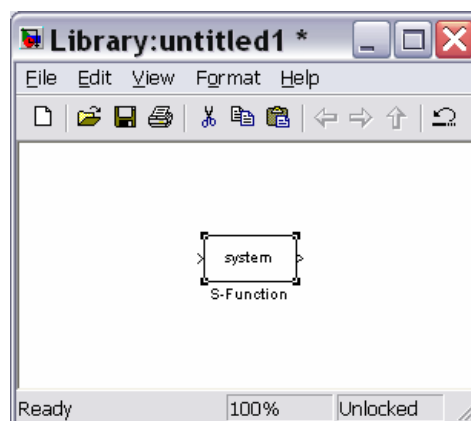 Library:untitled1 *
File Edit View Format Help
system
S-Function
Ready 100% Unlocked